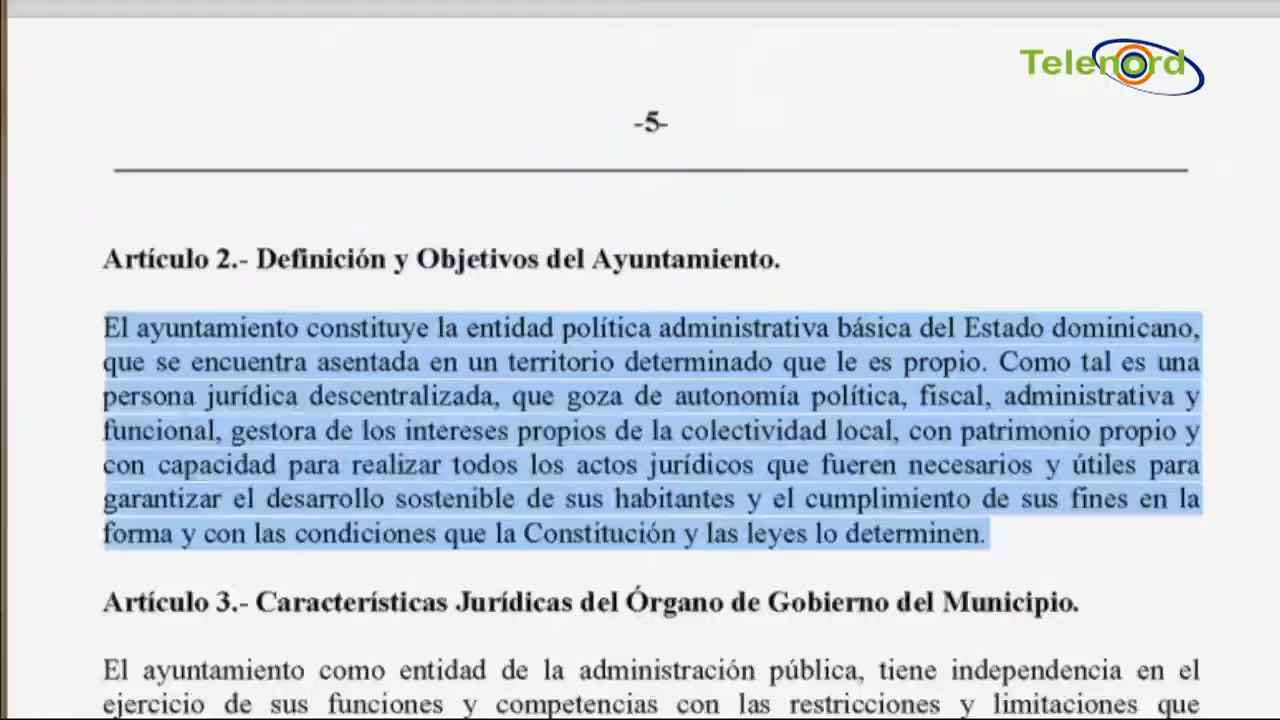 Telenord
-5-
Artículo 2.- Definición y Objetivos del Ayuntamiento.
El ayuntamiento constituye la entidad política administrativa básica del Estado dominicano,
que se encuentra asentada en un territorio determinado que le es propio. Como tal es una
persona jurídica descentralizada, que goza de autonomía política, fiscal, administrativa y
funcional, gestora de los intereses propios de la colectividad local, con patrimonio propio y
con capacidad para realizar todos los actos jurídicos que fueren necesarios y útiles para
garantizar el desarrollo sostenible de sus habitantes y el cumplimiento de sus fines en la
forma y con las condiciones que la Constitución y las leyes lo determinen.
Artículo 3.- Características Jurídicas del Órgano de Gobierno del Municipio.
El ayuntamiento como entidad de la administración pública, tiene independencia en el
ejercicio de sus funciones y competencias con las restricciones y limitaciones que